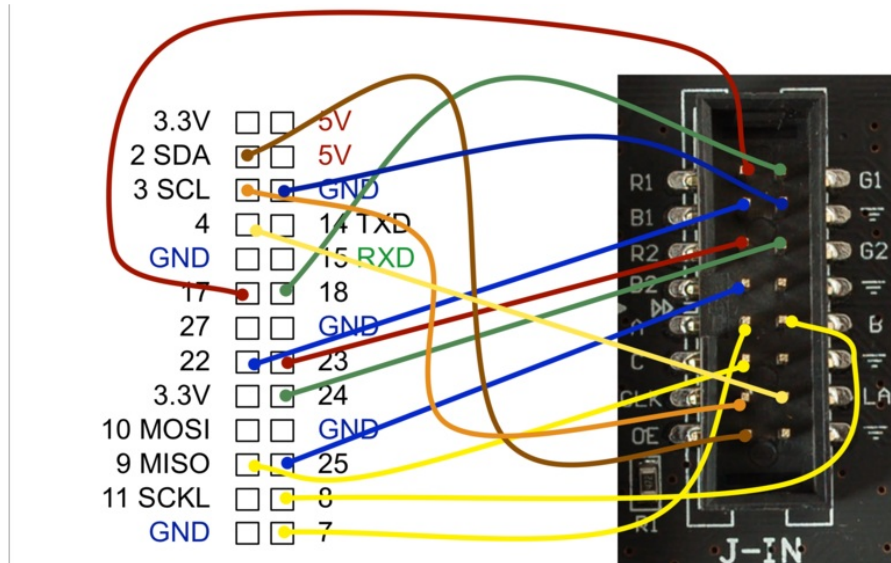 3.3V 5V
2 SDA 5V
3 SCL GND
4 14 TXD
GND 15 RXD
17 18
27 GND
22 23
3.3V 24
10 MOSI GND
9 MISO 25
11 SCKL 8
GND 7
R1 G1
B1
R2 G2
B2
A B
C
CLK LA
OE
R1
J-IN